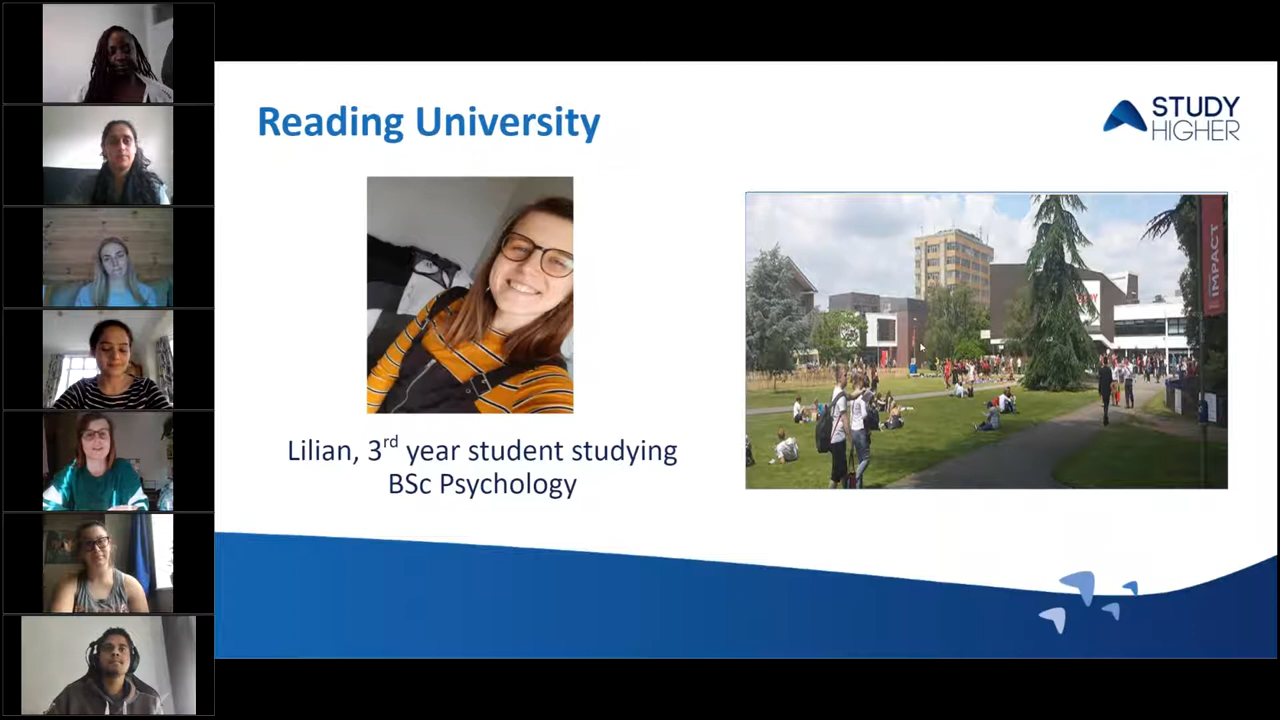 Reading University
STUDY
HIGHER
IMPACT
Lilian, 3rd year student studying
BSc Psychology